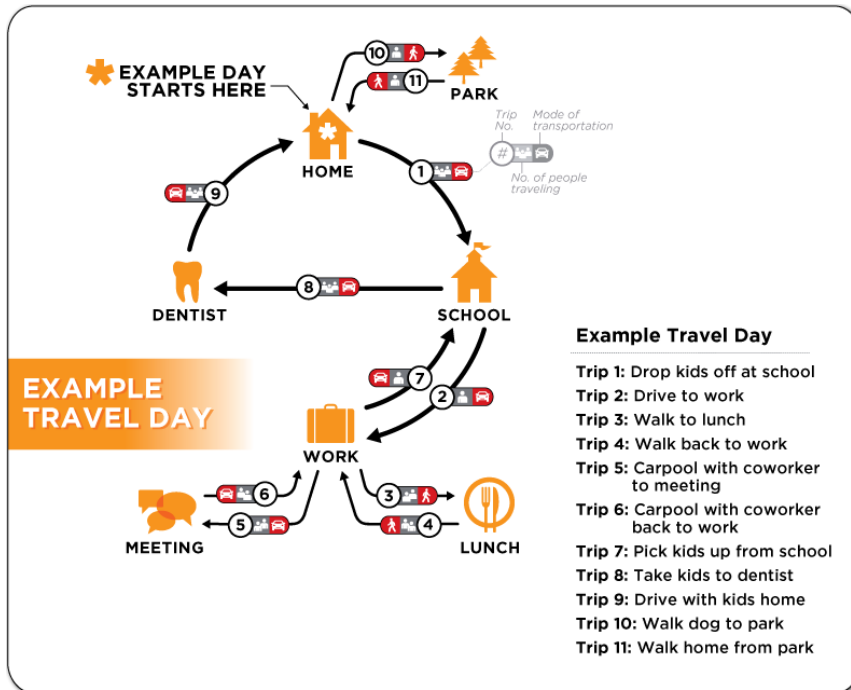 10
11
PARK
EXAMPLE DAY
STARTS HERE
Trip
No.
Mode of
transportation
#
No. of people
traveling
HOME
1
9
8
DENTIST
SCHOOL
EXAMPLE
TRAVEL DAY
7
2
WORK
6
3
5
4
MEETING
LUNCH
Example Travel Day
Trip 1: Drop kids off at school
Trip 2: Drive to work
Trip 3: Walk to lunch
Trip 4: Walk back to work
Trip 5: Carpool with coworker
to meeting
Trip 6: Carpool with coworker
back to work
Trip 7: Pick kids up from school
Trip 8: Take kids to dentist
Trip 9: Drive with kids home
Trip 10: Walk dog to park
Trip 11: Walk home from park